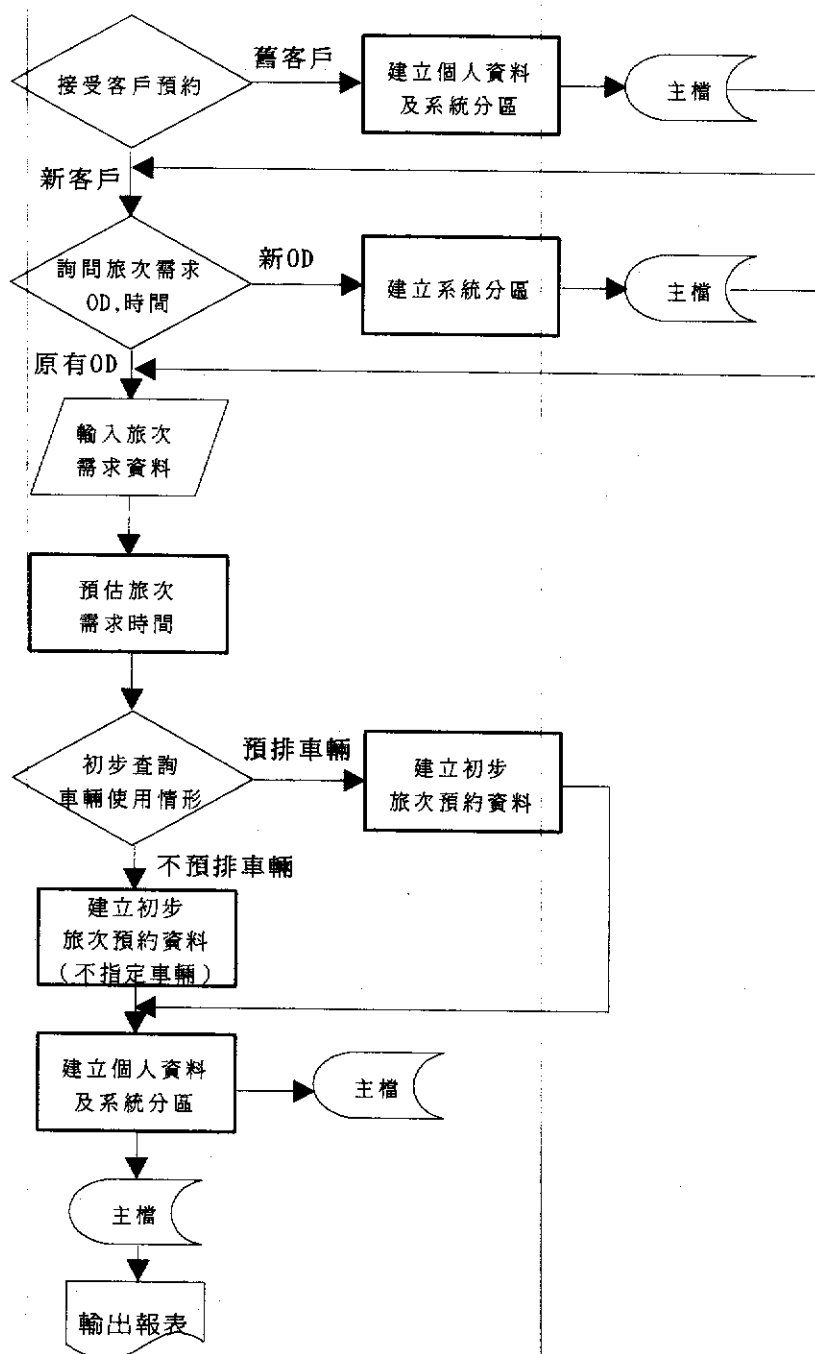 接受客戶預約
舊客戶
建立個人資料
及系統分區
主檔
新客戶
詢問旅次需求
OD,時間
新OD
建立系統分區
主檔
原有OD
輸入旅次
需求資料
預估旅次
需求時間
初步查詢
車輛使用情形
預排車輛
建立初步
旅次預約資料
不預排車輛
建立初步
旅次預約資料
(不指定車輛)
建立個人資料
及系統分區
主檔
主檔
輸出報表